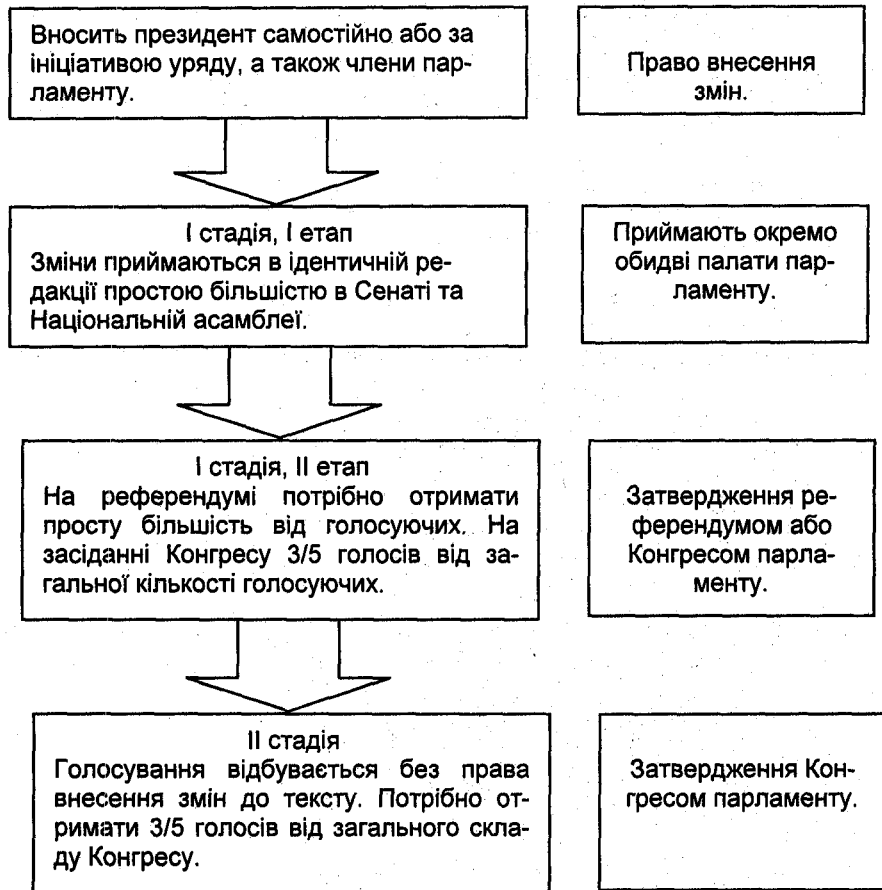 Вносить президент самостійно або за
ініціативою уряду, а також члени пар-
ламенту.
Право внесення
змін.
І стадія, І етап
Зміни приймаються в ідентичній ре-
дакції простою більшістю в Сенаті та
Національній асамблеї.
Приймають окремо
обидві палати пар-
ламенту.
І стадія, ІІ етап
На референдумі потрібно отримати
просту більшість від голосуючих. На
засіданні Конгресу 3/5 голосів від за-
гальної кількості голосуючих.
Затвердження ре-
ферендумом або
Конгресом парла-
менту.
ІІ стадія
Голосування відбувається без права
внесення змін до тексту. Потрібно от-
римати 3/5 голосів від загального скла-
ду Конгресу.
Затвердження Кон-
гресом парламенту.